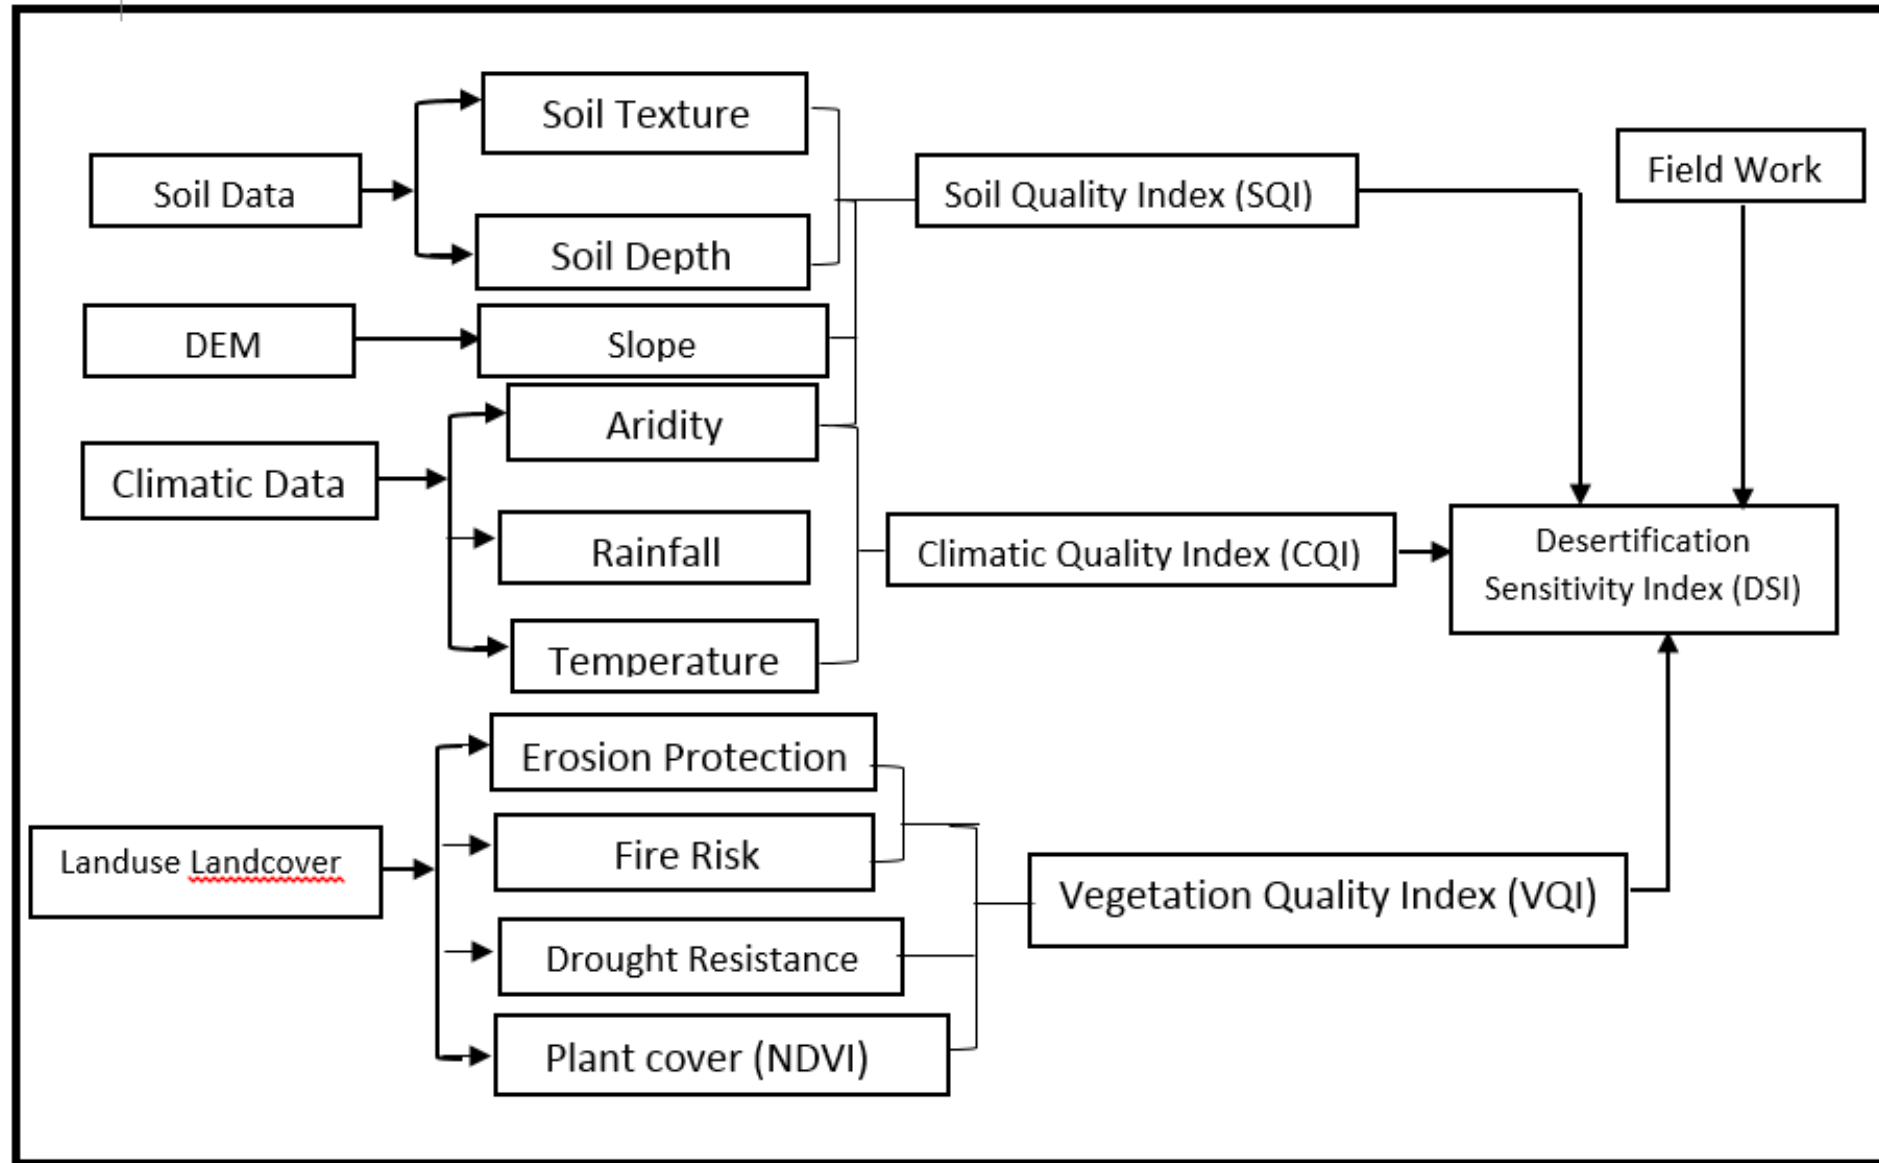 Soil Texture
Soil Data
Soil Depth
Soil Quality Index (SQI)
Field Work
DEM
Slope
Aridity
Climatic Data
Rainfall
Temperature
Climatic Quality Index (CQI)
Desertification
Sensitivity Index (DSI)
Erosion Protection
Landuse Landcover
Fire Risk
Drought Resistance
Plant cover (NDVI)
Vegetation Quality Index (VQI)